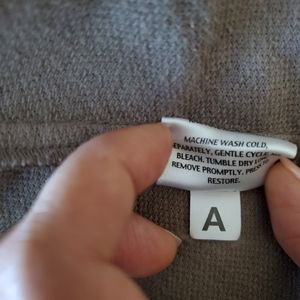 MACHINE WASH COLD,
EPARATELY, GENTLE CYCLE,
BLEACH. TUMBLE DRY
REMOVE PROMPTLY.
RESTORE.
A